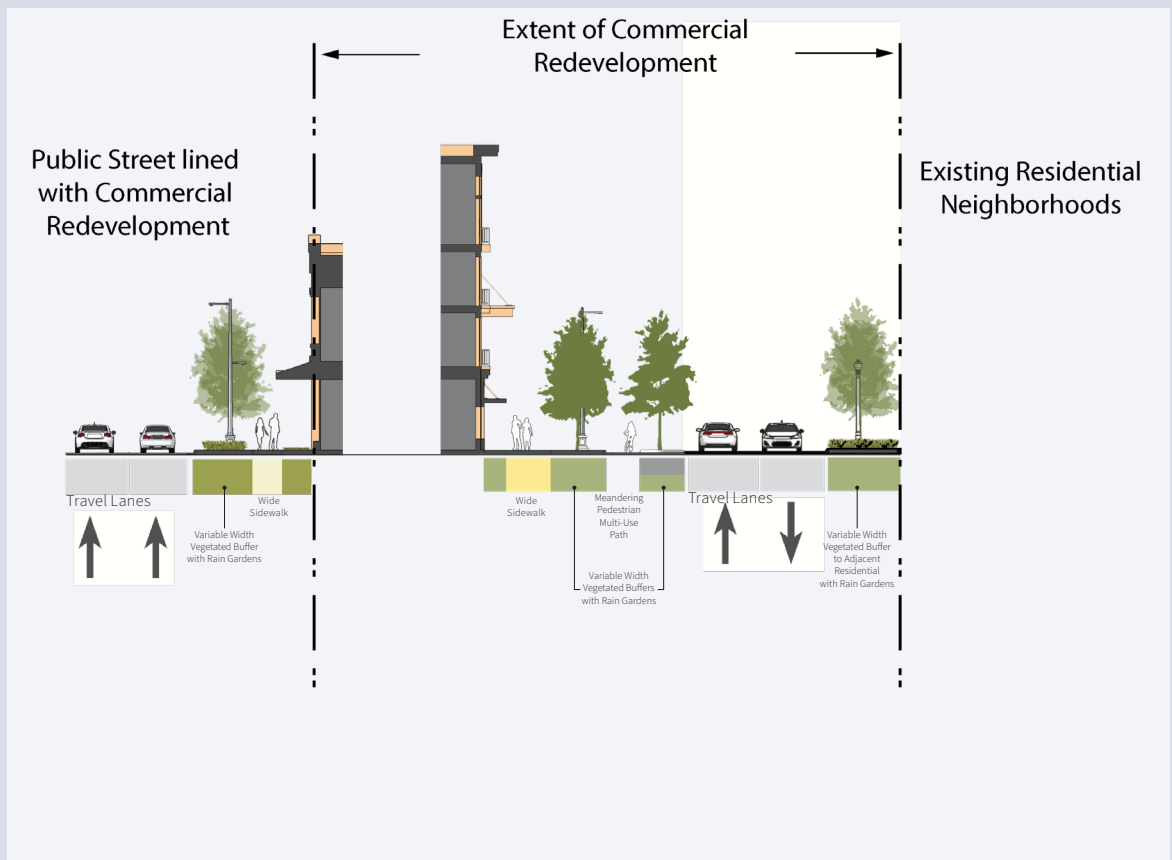 Extent of Commercial
Redevelopment
Public Street lined
with Commercial
Redevelopment
Existing Residential
Neighborhoods
Travel Lanes
Wide
Sidewalk
Variable Width
Vegetated Buffer
with Rain Gardens
Wide
Sidewalk
Meandering
Pedestrian
Multi-Use
Path
Variable Width
Vegetated Buffers
with Rain Gardens
Travel Lanes
Variable Width
Vegetated Buffer
to Adjacent
Residential
with Rain Gardens